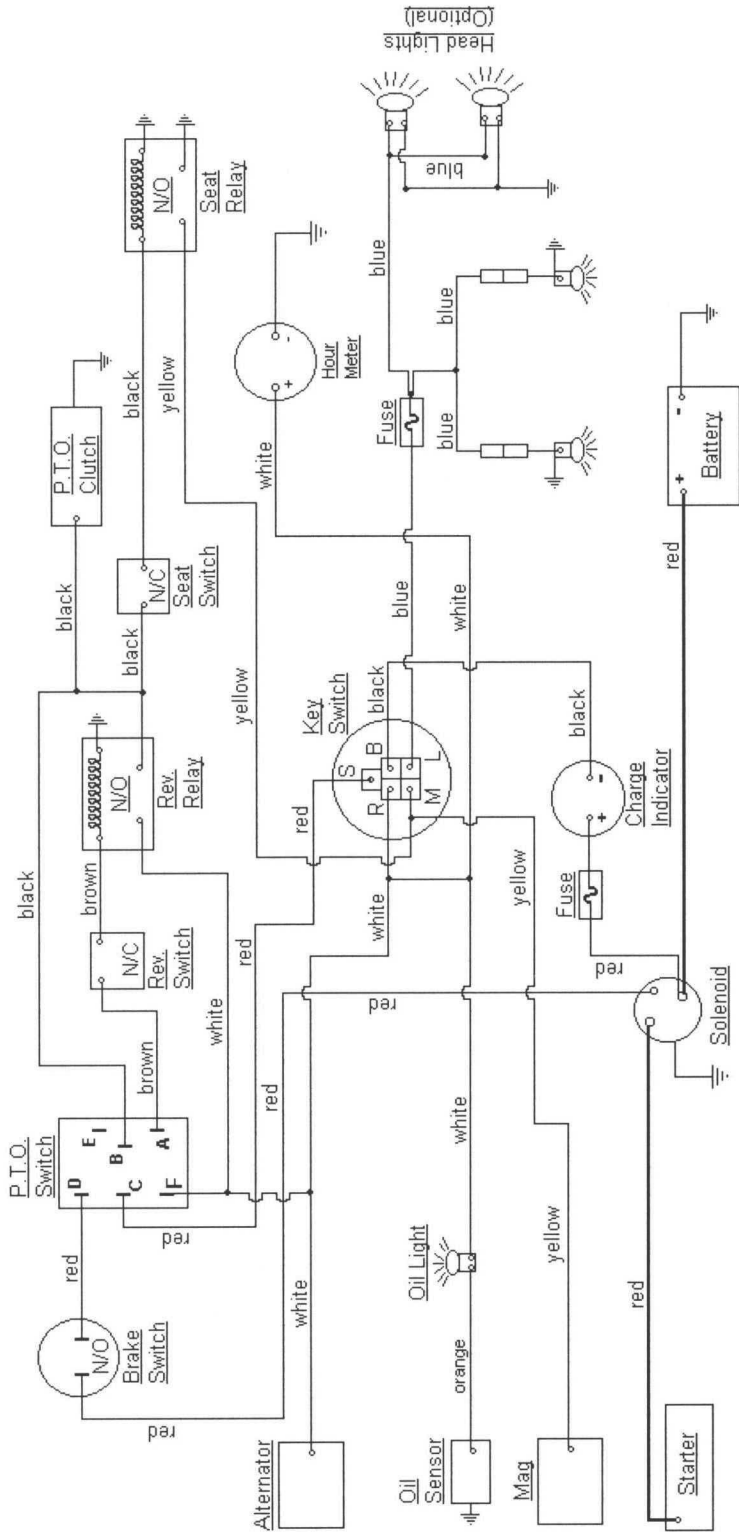 P.T.O.
Switch
D
E
C
B
F
A
red
red
brown
black
N/C
Rev.
Switch
brown
N/O
Rev.
Relay
black
black
N/C
Seat
Switch
P.T.O.
Clutch
black
N/O
Seat
Relay
yellow
N/O
Brake
Switch
red
white
red
red
yellow
white
+
-
Hour
Meter
Alternator
white
white
Key
Switch
S
R
B
M
L
black
blue
white
Fuse
blue
blue
Head Lights
(Optional)
blue
blue
Oil
Sensor
orange
Oil Light
white
yellow
Mag
yellow
red
Fuse
red
+
-
Charge
Indicator
black
Starter
red
Solenoid
red
+
-
Battery